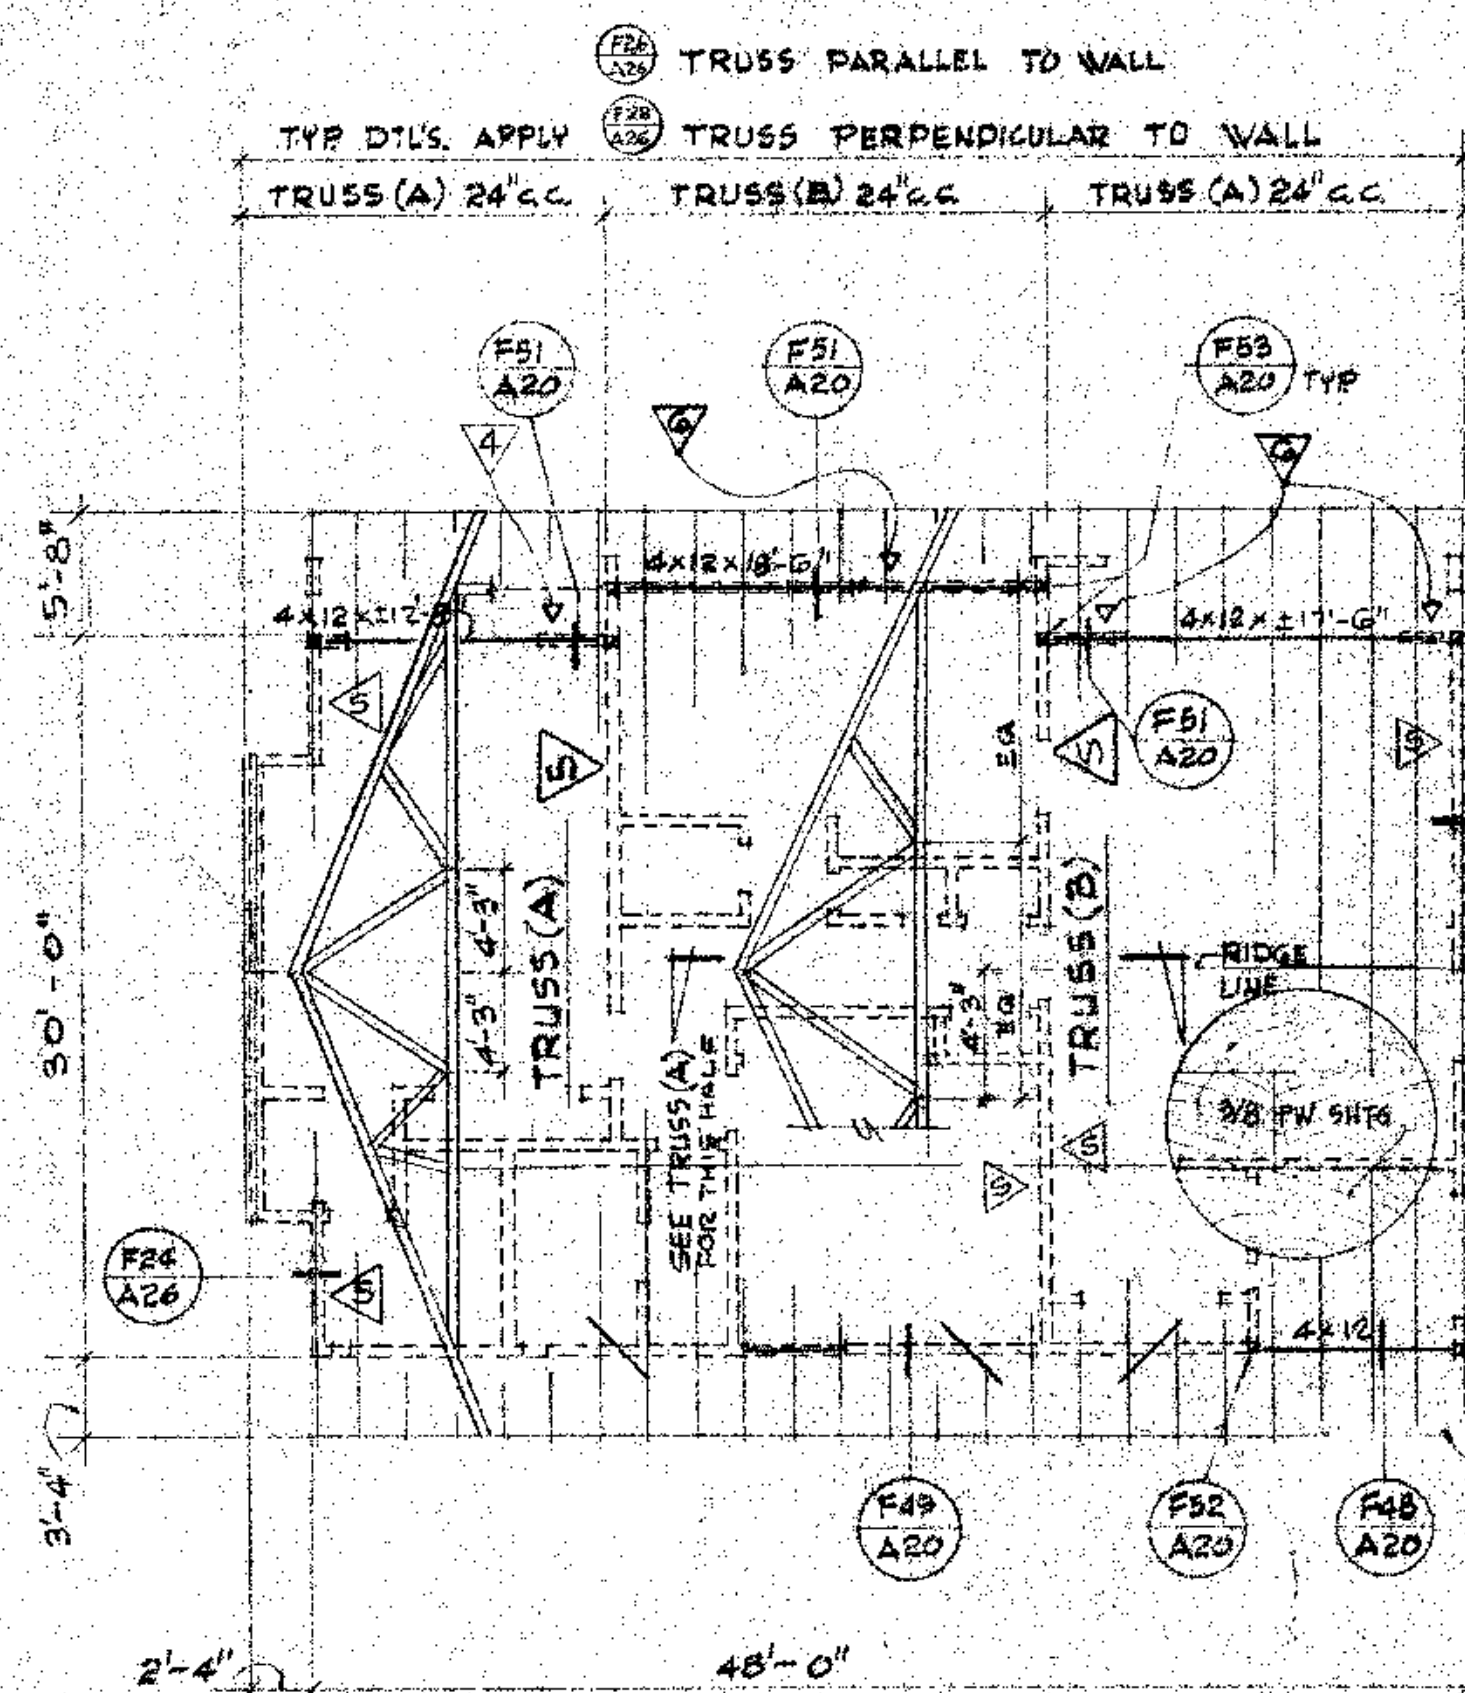 F26
A26
TRUSS PARALLEL TO WALL
TYP DTL'S. APPLY
F28
A26
TRUSS PERPENDICULAR TO WALL
TRUSS (A) 24" C.C.
TRUSS (B) 24" C.C.
TRUSS (A) 24" C.C.
F51
A20
F51
A20
F53
A20
TYP
4
6
6
5'-8"
4x12x18'-6"
4x12x±12'-
4x12x±17'-6"
5
5
5
F51
A20
5
EQ
30'-0"
4'-3"
4'-3"
TRUSS (A)
4'-3"
EQ
TRUSS (B)
RIDGE
LINE
SEE TRUSS (A)
FOR THIS HALF
3/8 PW SHTG
5
5
F24
A26
5
4x12
3'-4"
F49
A20
F52
A20
F48
A20
2'-4"
48'-0"